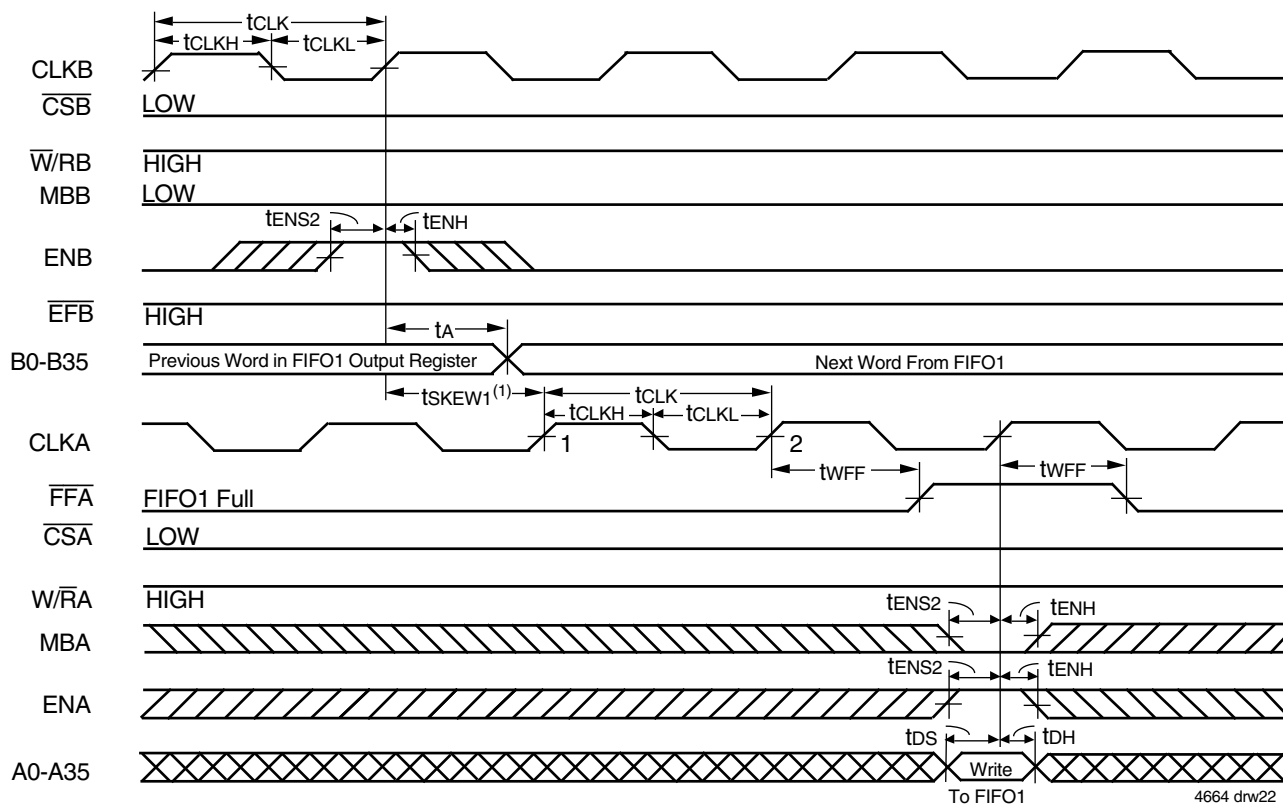 tCLK
tCLKH tCLKL
CLKB
CSB LOW
W/RB HIGH
MBB LOW
tENS2 tENH
ENB
EFB HIGH
tA
B0-B35 Previous Word in FIFO1 Output Register Next Word From FIFO1
tSKEW1(1) tCLK
tCLKH tCLKL
CLKA 1 2
tWFF tWFF
FFA FIFO1 Full
CSA LOW
W/RA HIGH
tENS2 tENH
MBA
tENS2 tENH
ENA
tDS tDH
A0-A35 Write
To FIFO1 4664 drw22